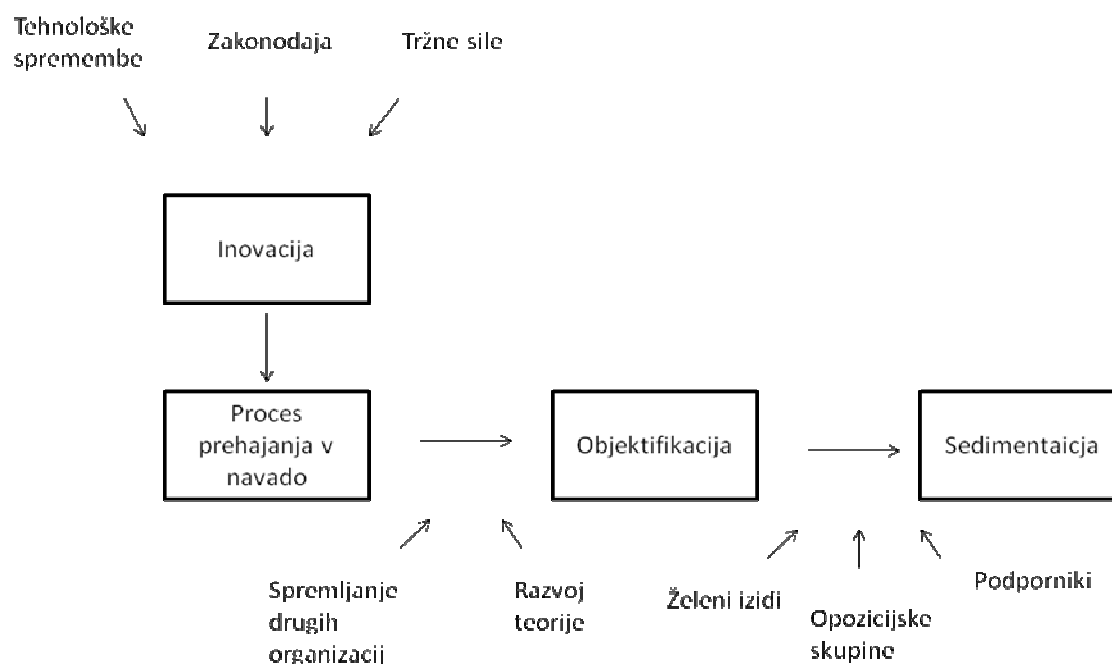 Tehnološke
spremembe
Zakonodaja
Tržne sile
Inovacija
Proces
prehajanja v
navado
Objektifikacija
Sedimentaicja
Spremljanje
drugih
organizacij
Razvoj
teorije
Želeni izidi
Opozicijske
skupine
Podporniki